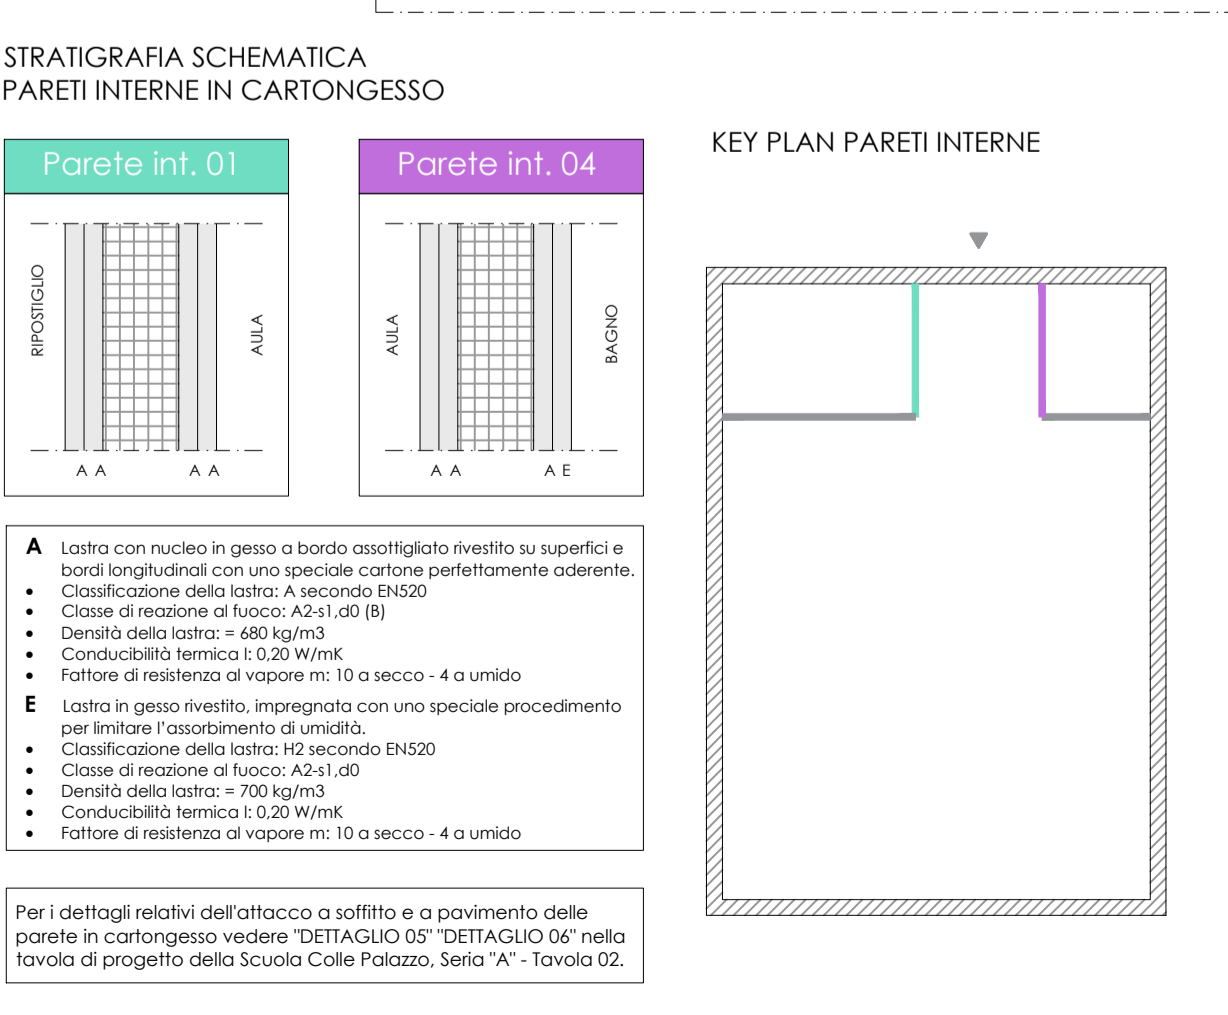 STRATIGRAFIA SCHEMATICA
PARETI INTERNE IN CARTONGESSO
Parete int. 01
RIPOSTIGLIO
AULA
A A
A A
Parete int. 04
AULA
BAGNO
A A
A E
KEY PLAN PARETI INTERNE
A Lastra con nucleo in gesso a bordo assottigliato rivestito su superfici e
bordi longitudinali con uno speciale cartone perfettamente aderente.
• Classificazione della lastra: A secondo EN520
• Classe di reazione al fuoco: A2-s1,d0 (B)
• Densità della lastra: = 680 kg/m3
• Conducibilità termica l: 0,20 W/mK
• Fattore di resistenza al vapore m: 10 a secco - 4 a umido
E Lastra in gesso rivestito, impregnata con uno speciale procedimento
per limitare l'assorbimento di umidità.
• Classificazione della lastra: H2 secondo EN520
• Classe di reazione al fuoco: A2-s1,d0
• Densità della lastra: = 700 kg/m3
• Conducibilità termica l: 0,20 W/mK
• Fattore di resistenza al vapore m: 10 a secco - 4 a umido
Per i dettagli relativi dell'attacco a soffitto e a pavimento delle
parete in cartongesso vedere "DETTAGLIO 05" "DETTAGLIO 06" nella
tavola di progetto della Scuola Colle Palazzo, Seria "A" - Tavola 02.